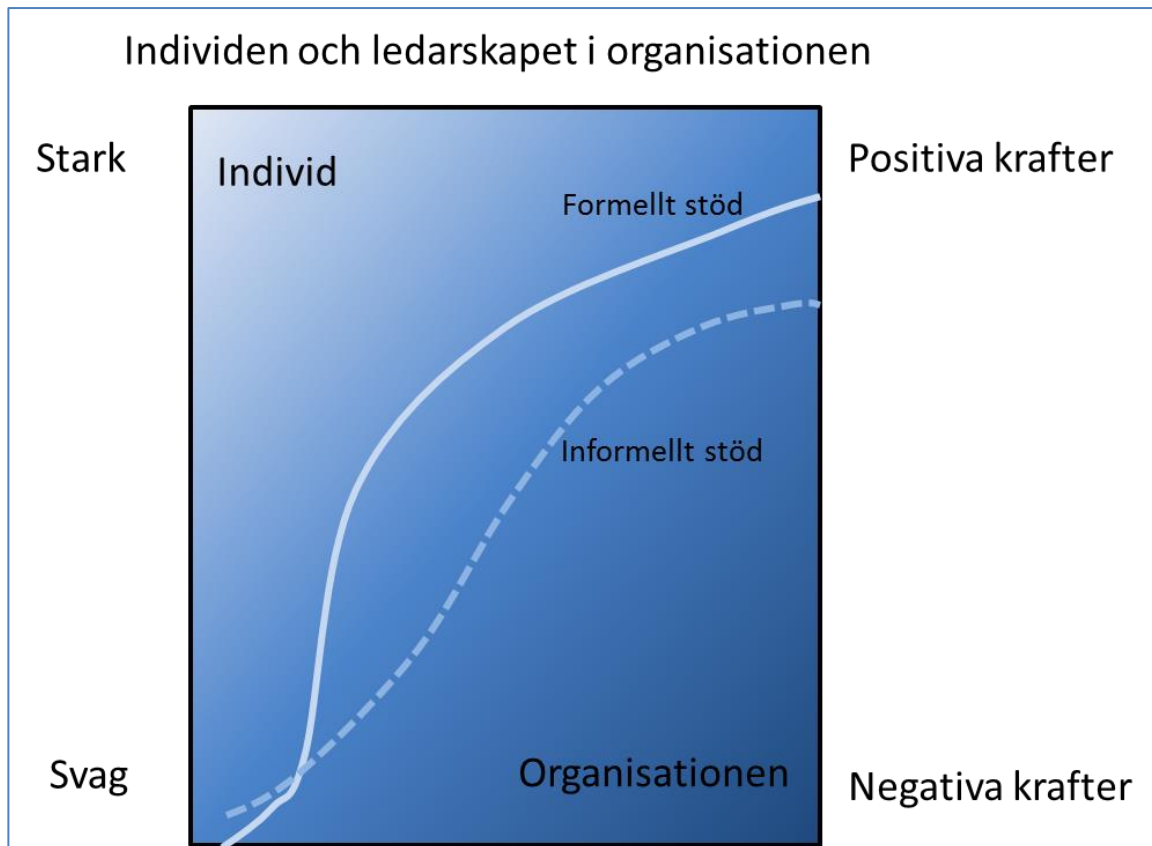 Individen och ledarskapet i organisationen
Stark
Individ
Positiva krafter
Formellt stöd
Informellt stöd
Svag
Organisationen
Negativa krafter